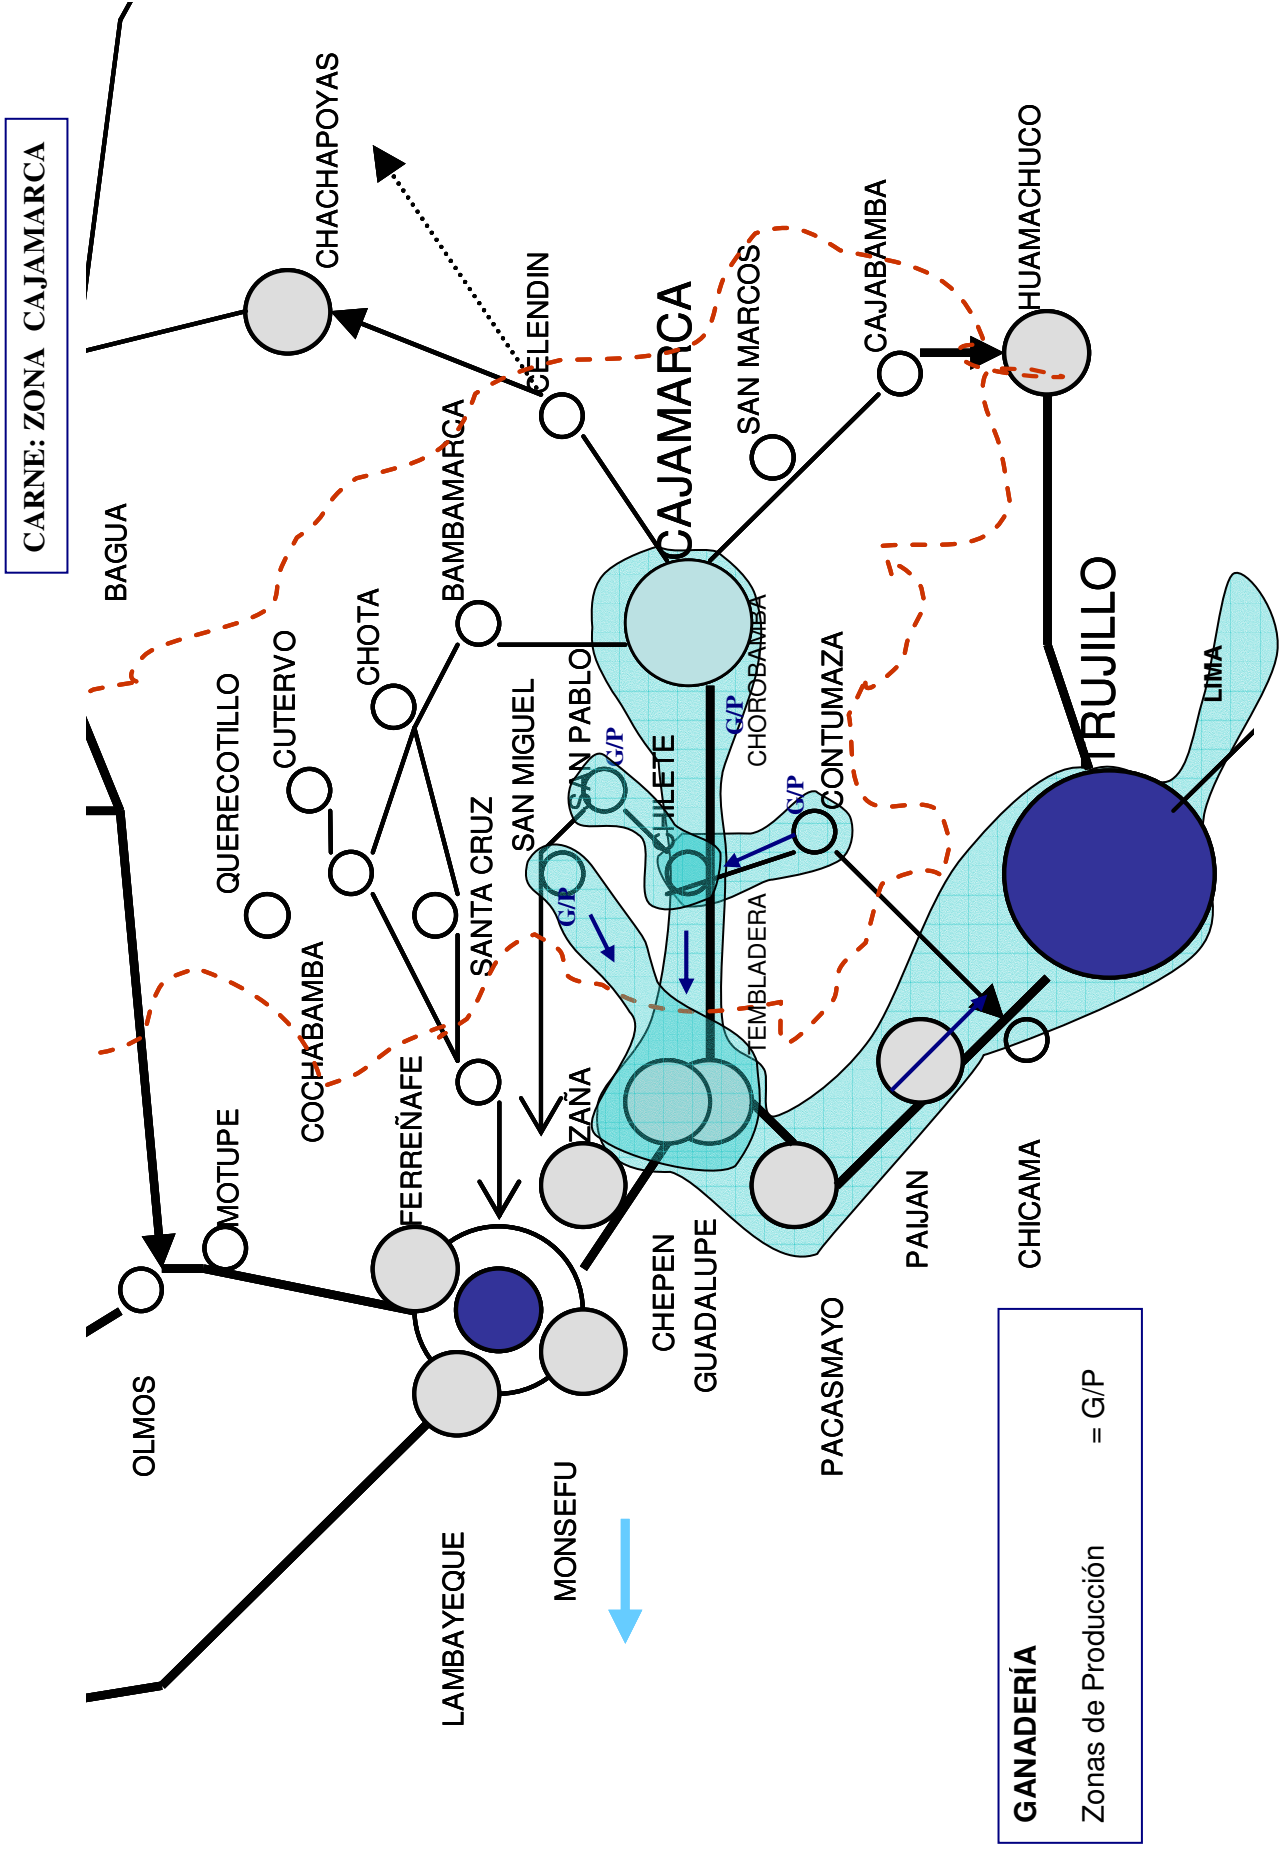 CARNE: ZONA CAJAMARCA
BAGUA
CHACHAPOYAS
OLMOS
MOTUPE
QUERECOTILLO
CUTERVO
COCHABAMBA
CHOTA
FERREÑAFE
BAMBAMARCA
LAMBAYEQUE
SANTA CRUZ
SAN MIGUEL
CELENDIN
MONSEFU
G/P
ZAÑA
SAN PABLO
G/P
CHEPEN
CHILETE
CAJAMARCA
GUADALUPE
G/P
TEMBLADERA
CHOROBAMBA
SAN MARCOS
G/P
PACASMAYO
CONTUMAZA
CAJABAMBA
PAIJAN
CHICAMA
HUAMACHUCO
TRUJILLO
LIMA
GANADERÍA
Zonas de Producción = G/P